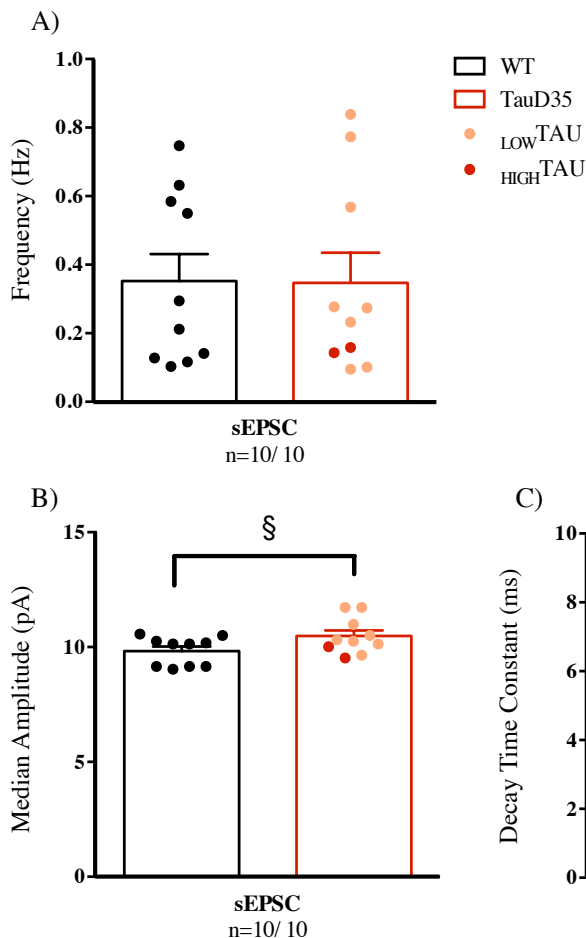 A)
1.0
0.8
0.6
0.4
0.2
0.0
Frequency (Hz)
WT
TauD35
LOWTAU
HIGHTAU
sEPSC
n=10/ 10
B)
§
15
10
5
0
Median Amplitude (pA)
sEPSC
n=10/ 10
C)
10
8
6
4
2
0
Decay Time Constant (ms)